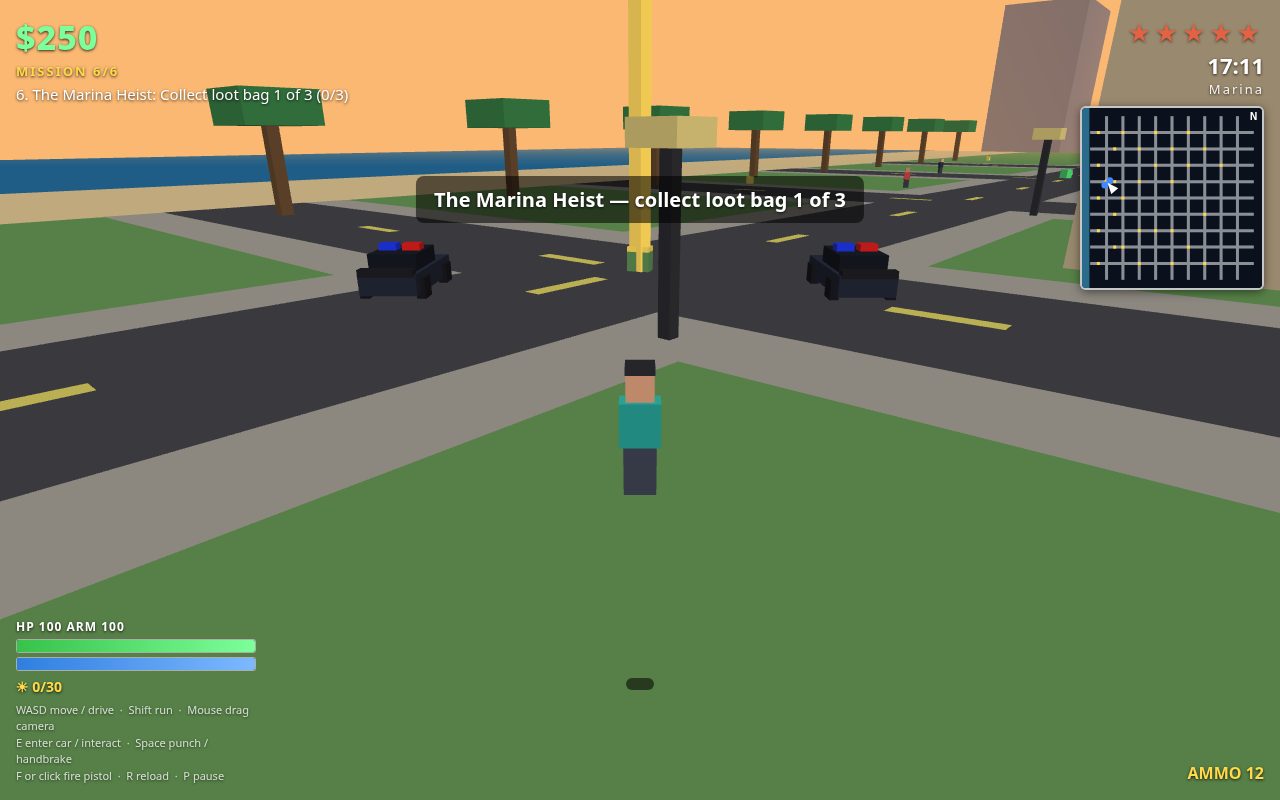 $250
MISSION 6/6
6. The Marina Heist: Collect loot bag 1 of 3 (0/3)
★ ★ ★ ★ ★
17:11
Marina
N
The Marina Heist — collect loot bag 1 of 3
HP 100 ARM 100
☀ 0/30
WASD move / drive · Shift run · Mouse drag
camera
E enter car / interact · Space punch /
handbrake
F or click fire pistol · R reload · P pause
AMMO 12